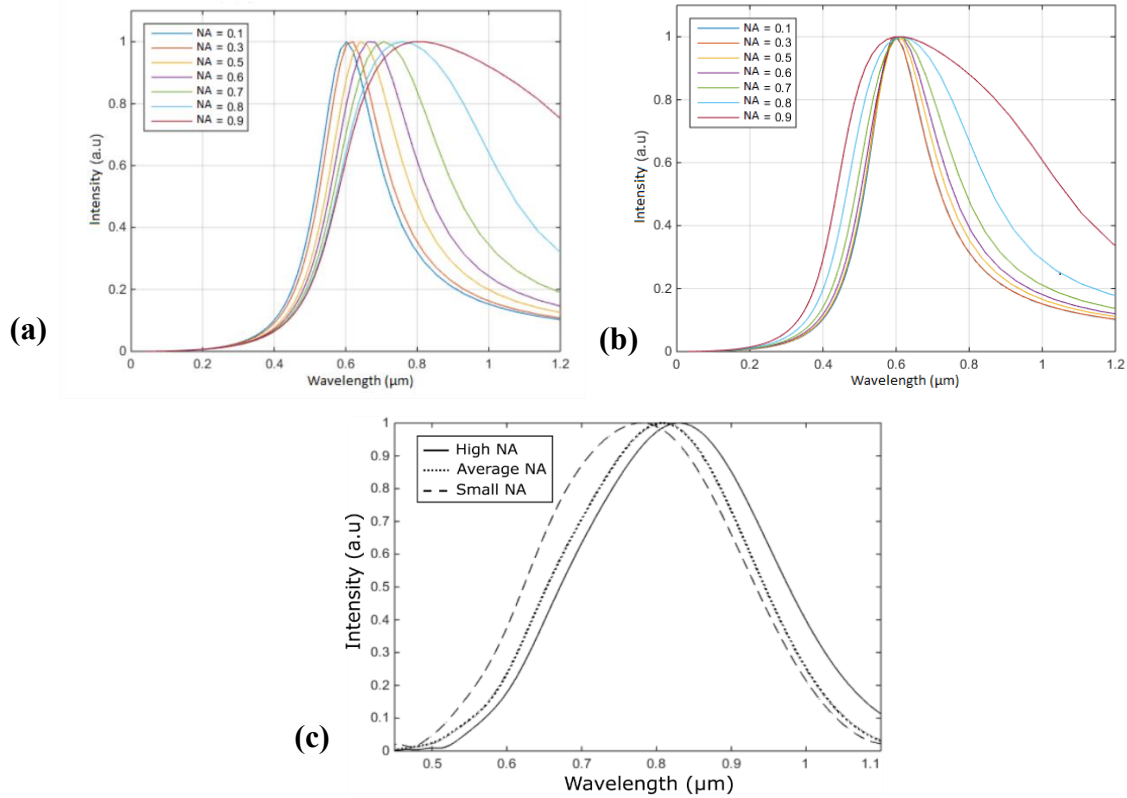 NA = 0.1
NA = 0.3
NA = 0.5
NA = 0.6
NA = 0.7
NA = 0.8
NA = 0.9
1
0.8
0.6
0.4
0.2
0
Intensity (a.u)
0 0.2 0.4 0.6 0.8 1 1.2
Wavelength (µm)
(a)
NA = 0.1
NA = 0.3
NA = 0.5
NA = 0.6
NA = 0.7
NA = 0.8
NA = 0.9
1
0.8
0.6
0.4
0.2
0
Intensity (a.u)
0 0.2 0.4 0.6 0.8 1 1.2
Wavelength (µm)
(b)
High NA
Average NA
Small NA
1
0.9
0.8
0.7
0.6
0.5
0.4
0.3
0.2
0.1
0
Intensity (a.u)
0.5 0.6 0.7 0.8 0.9 1 1.1
Wavelength (µm)
(c)